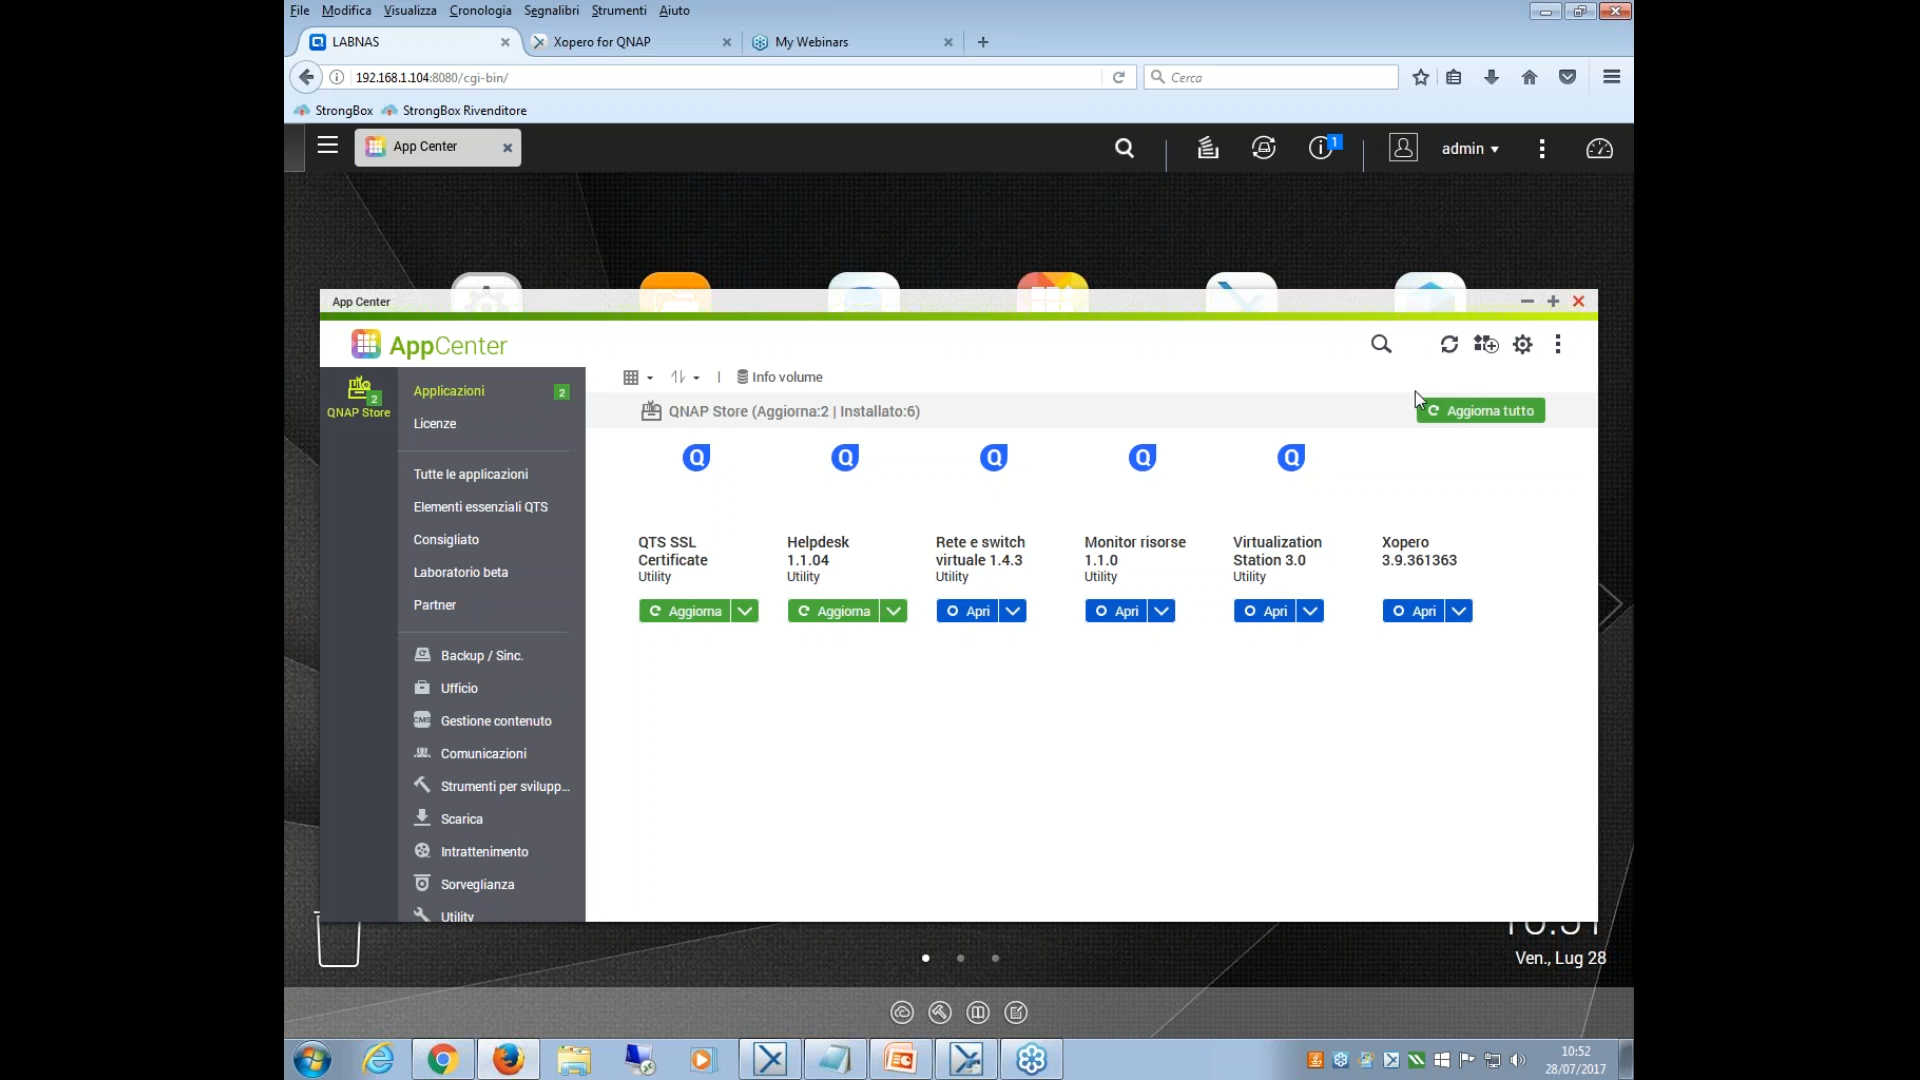 File Modifica Visualizza Cronologia Segnalibri Strumenti Aiuto
LABNAS
Xopero for QNAP
My Webinars
192.168.1.104:8080/cgi-bin/
Cerca
StrongBox StrongBox Rivenditore
App Center
1
admin
App Center
AppCenter
2
QNAP Store
Applicazioni 2
Licenze
Tutte le applicazioni
Elementi essenziali QTS
Consigliato
Laboratorio beta
Partner
Backup / Sinc.
Ufficio
CMS Gestione contenuto
Comunicazioni
Strumenti per svilupp...
Scarica
Intrattenimento
Sorveglianza
Utility
Info volume
QNAP Store (Aggiorna:2 | Installato:6)
Aggiorna tutto
QTS SSL
Certificate
Utility
Aggiorna
Helpdesk
1.1.04
Utility
Aggiorna
Rete e switch
virtuale 1.4.3
Utility
Apri
Monitor risorse
1.1.0
Utility
Apri
Virtualization
Station 3.0
Utility
Apri
Xopero
3.9.361363
Apri
Ven., Lug 28
10:52
28/07/2017